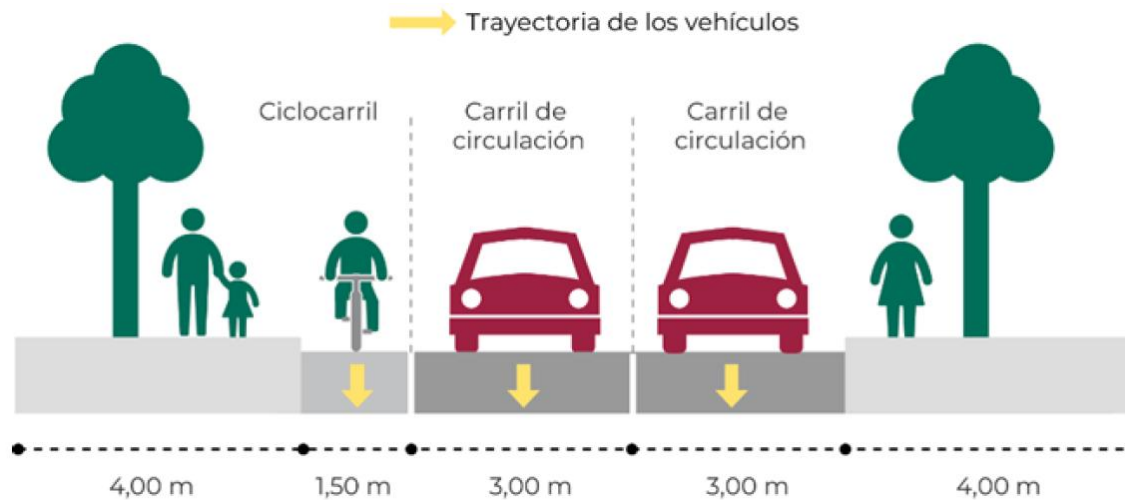 Trayectoria de los vehículos
Ciclocarril
Carril de
circulación
Carril de
circulación
4,00 m
1,50 m
3,00 m
3,00 m
4,00 m